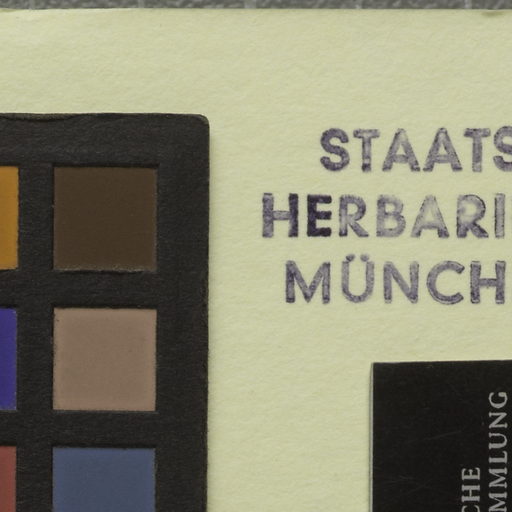 STAATS
HERBARI
MÜNCH
CHE
MMLUNG